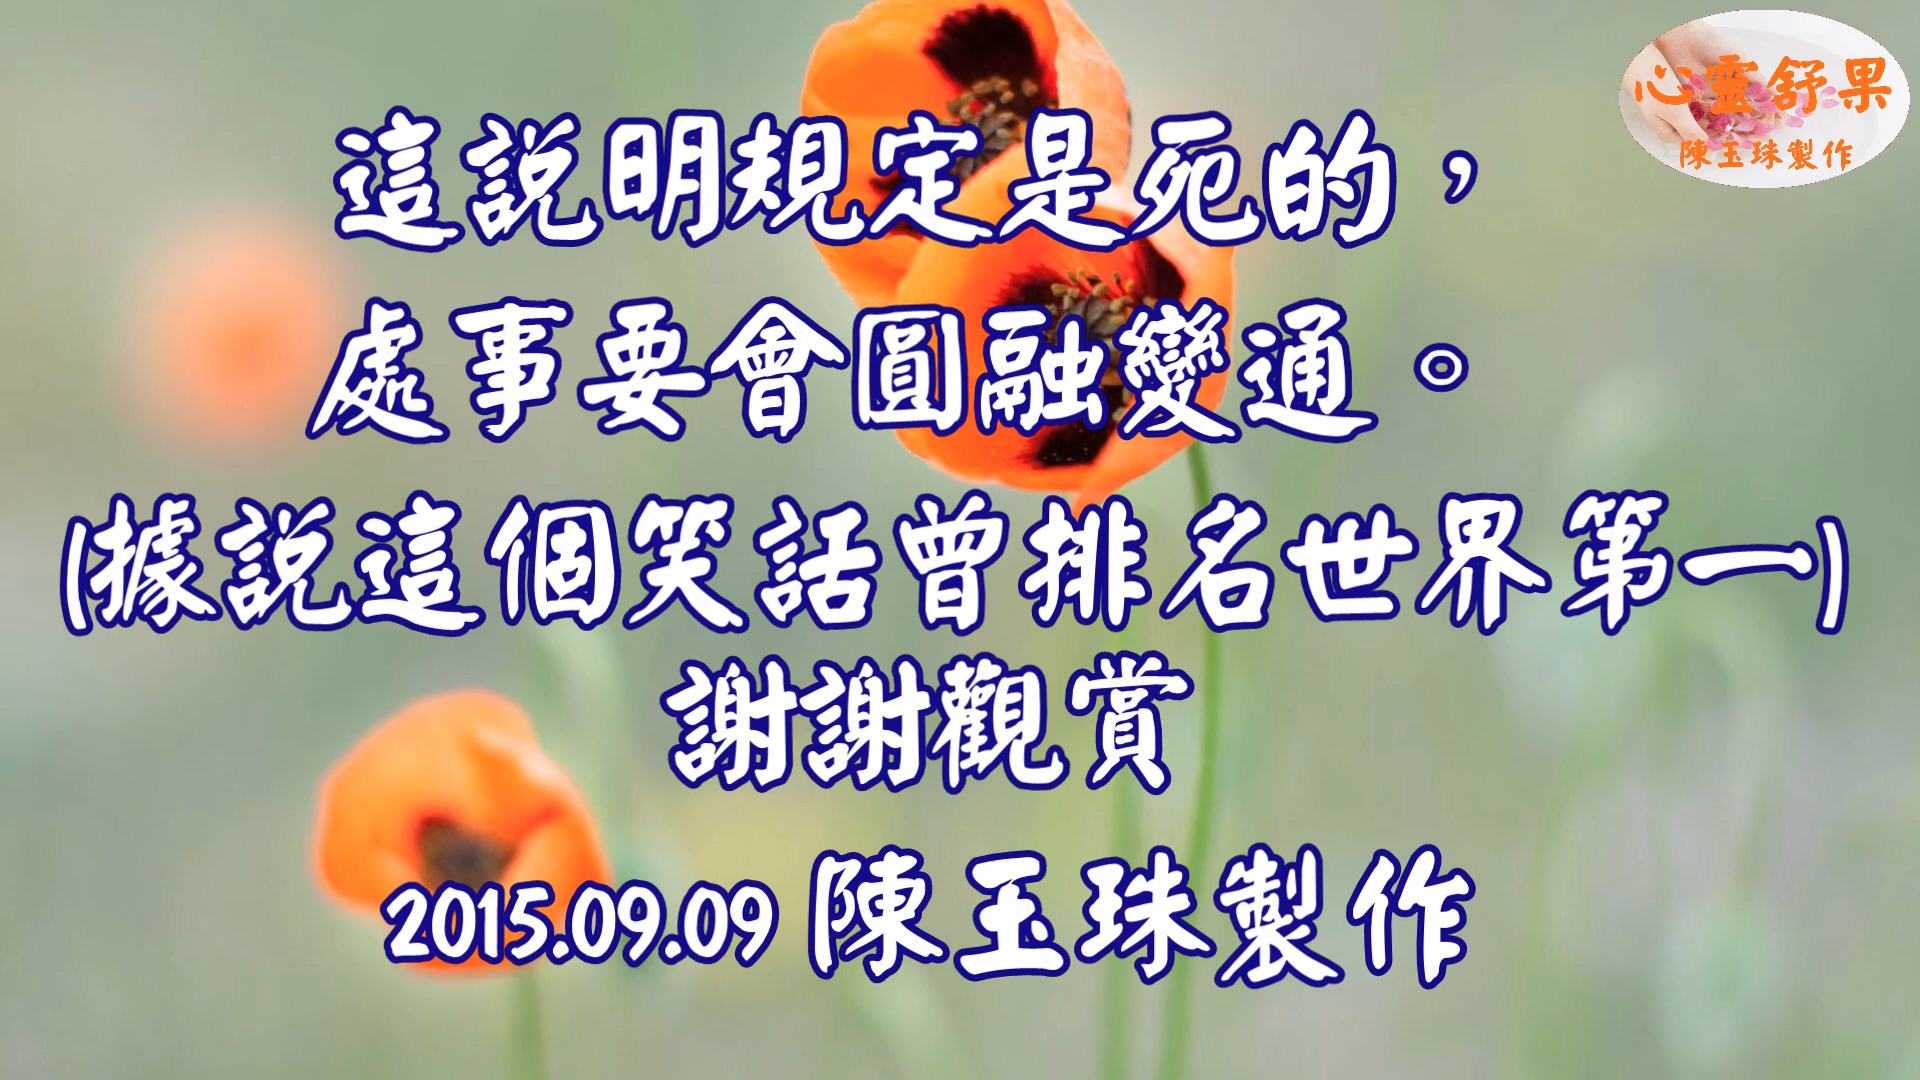 心靈舒果
陳玉珠製作
這説明規定是死的，
處事要會圓融變通。
(據説這個笑話曾排名世界第一)
謝謝觀賞
2015.09.09 陳玉珠製作